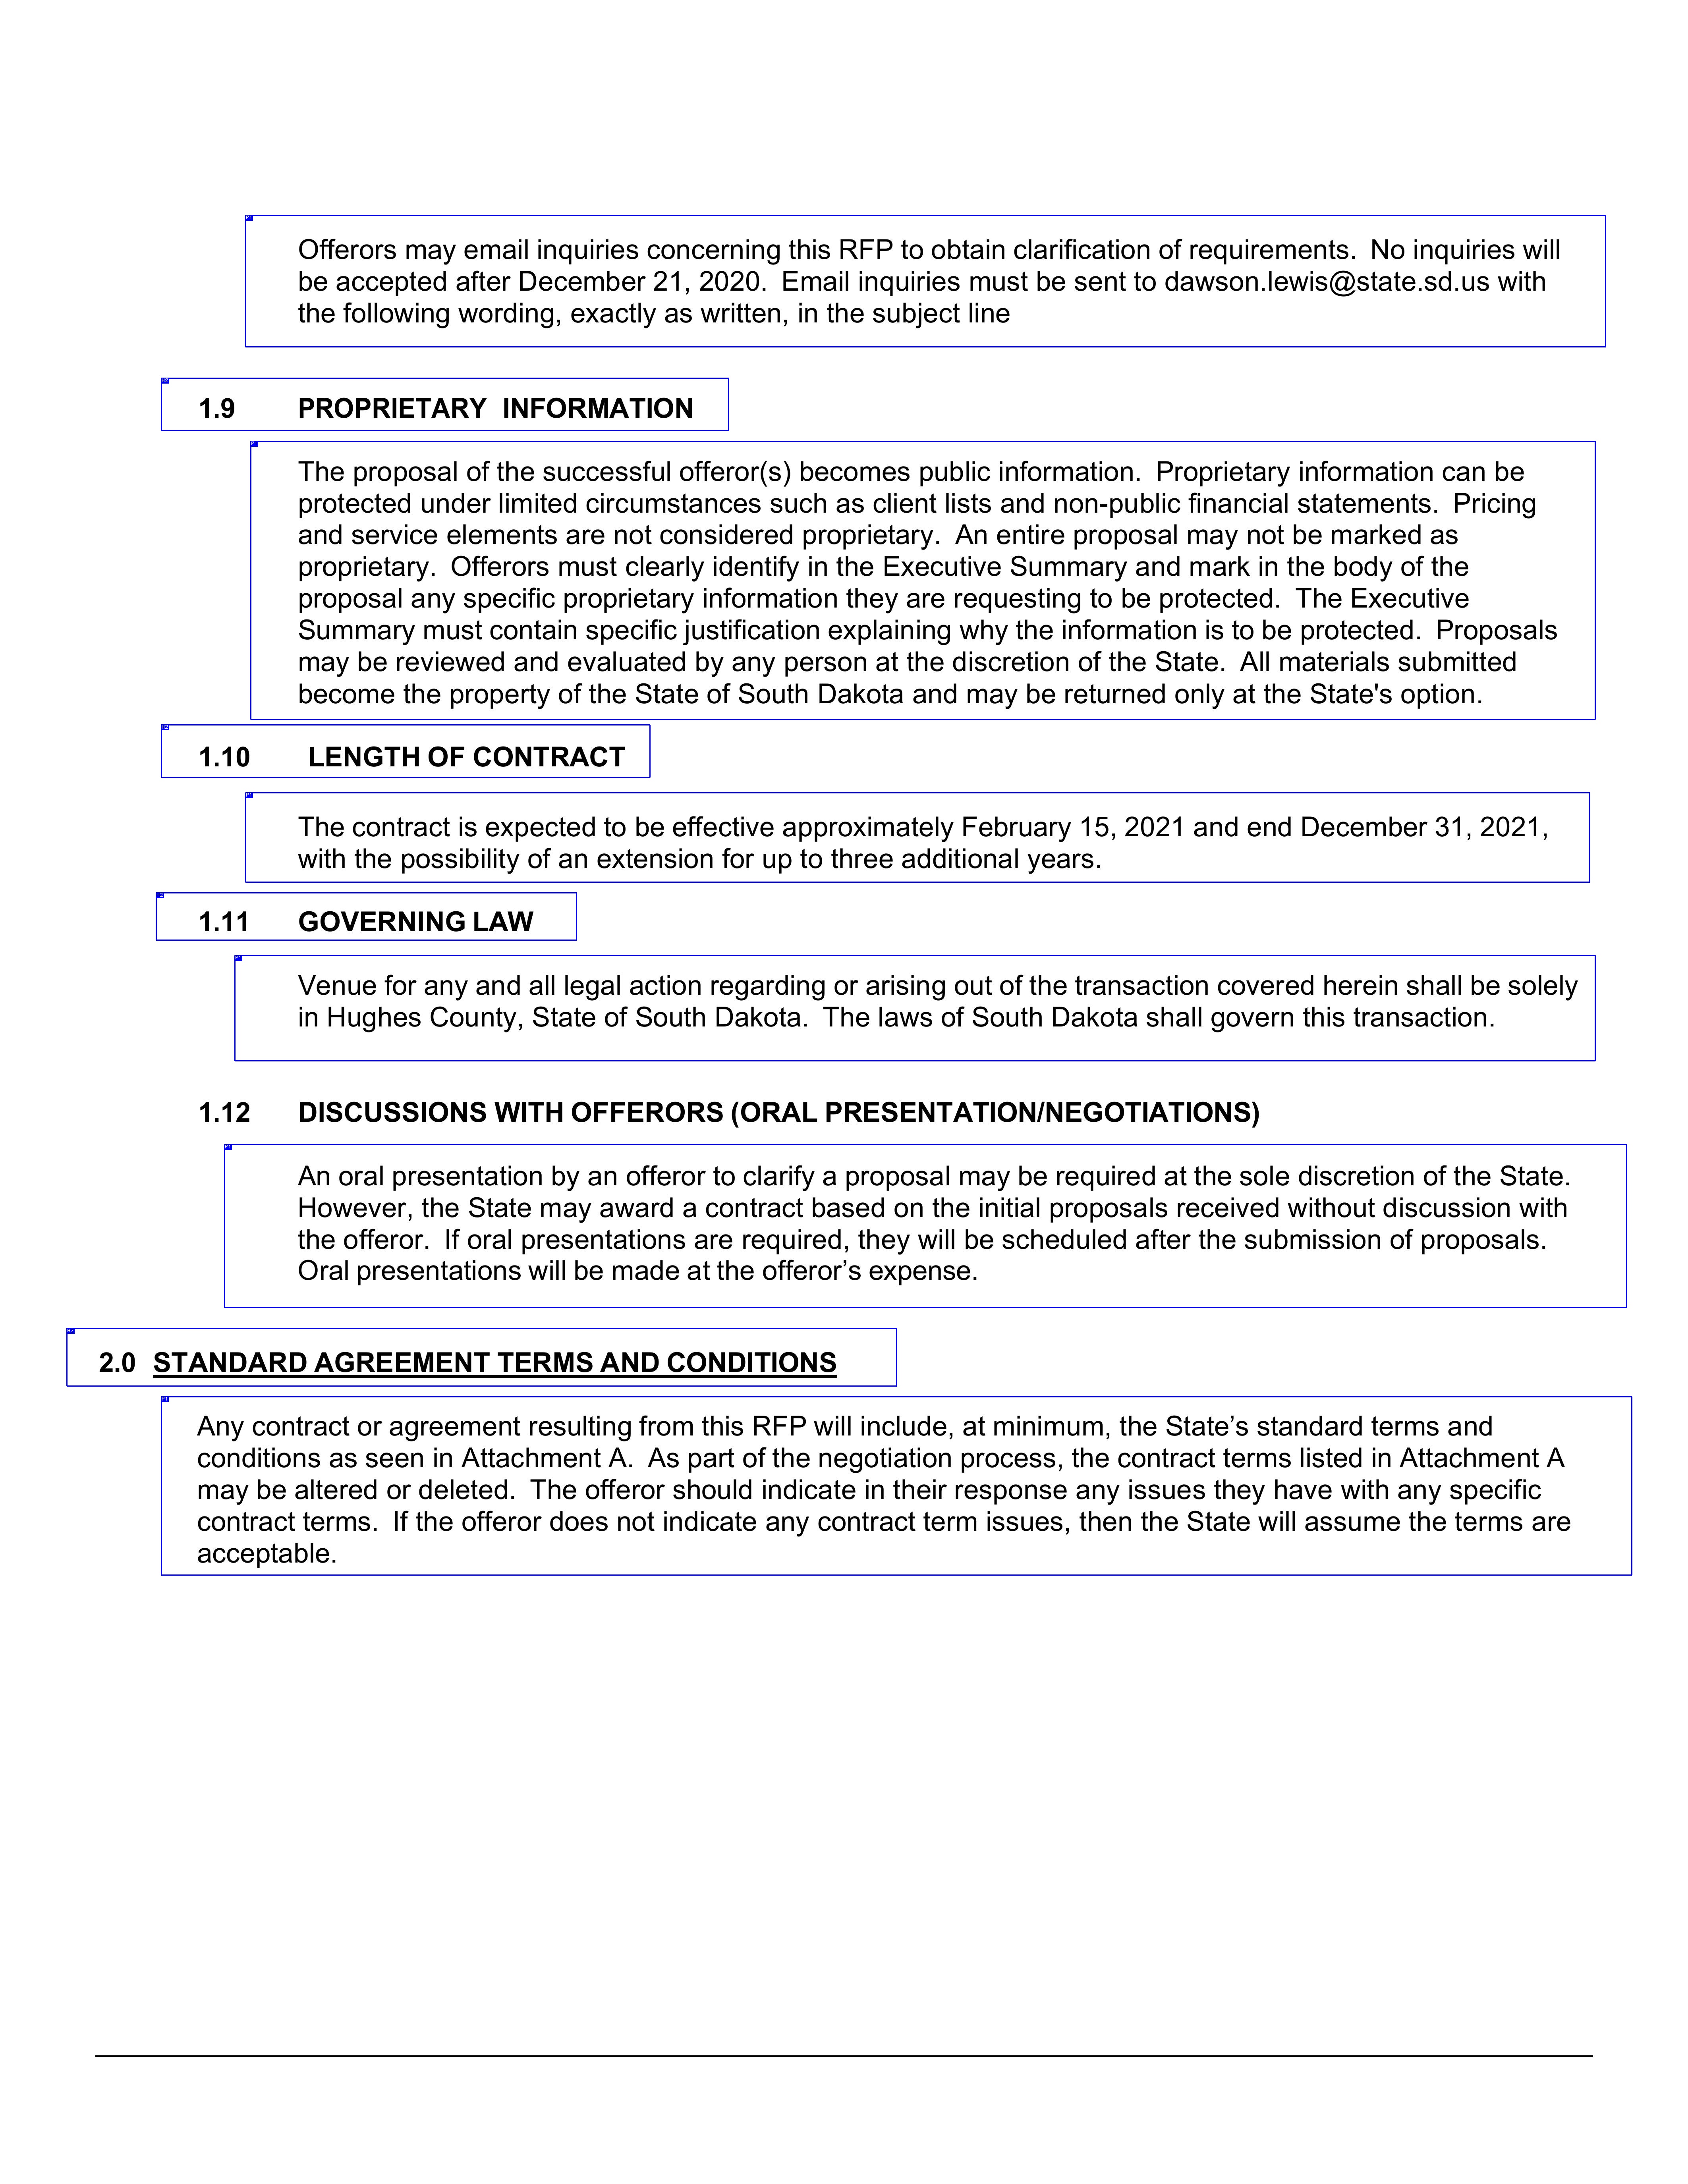 Offerors may email inquiries concerning this RFP to obtain clarification of requirements.  No inquiries will
be accepted after December 21, 2020.  Email inquiries must be sent to dawson.lewis@state.sd.us with
the following wording, exactly as written, in the subject line
1.9 PROPRIETARY  INFORMATION
The proposal of the successful offeror(s) becomes public information.  Proprietary information can be
protected under limited circumstances such as client lists and non-public financial statements.  Pricing
and service elements are not considered proprietary.  An entire proposal may not be marked as
proprietary.  Offerors must clearly identify in the Executive Summary and mark in the body of the
proposal any specific proprietary information they are requesting to be protected.  The Executive
Summary must contain specific justification explaining why the information is to be protected.  Proposals
may be reviewed and evaluated by any person at the discretion of the State.  All materials submitted
become the property of the State of South Dakota and may be returned only at the State's option.
1.10 LENGTH OF CONTRACT
The contract is expected to be effective approximately February 15, 2021 and end December 31, 2021,
with the possibility of an extension for up to three additional years.
1.11 GOVERNING LAW
Venue for any and all legal action regarding or arising out of the transaction covered herein shall be solely
in Hughes County, State of South Dakota.  The laws of South Dakota shall govern this transaction.
1.12 DISCUSSIONS WITH OFFERORS (ORAL PRESENTATION/NEGOTIATIONS)
An oral presentation by an offeror to clarify a proposal may be required at the sole discretion of the State.
However, the State may award a contract based on the initial proposals received without discussion with
the offeror.  If oral presentations are required, they will be scheduled after the submission of proposals.
Oral presentations will be made at the offeror’s expense.
2.0 STANDARD AGREEMENT TERMS AND CONDITIONS
Any contract or agreement resulting from this RFP will include, at minimum, the State’s standard terms and
conditions as seen in Attachment A.  As part of the negotiation process, the contract terms listed in Attachment A
may be altered or deleted.  The offeror should indicate in their response any issues they have with any specific
contract terms.  If the offeror does not indicate any contract term issues, then the State will assume the terms are
acceptable.